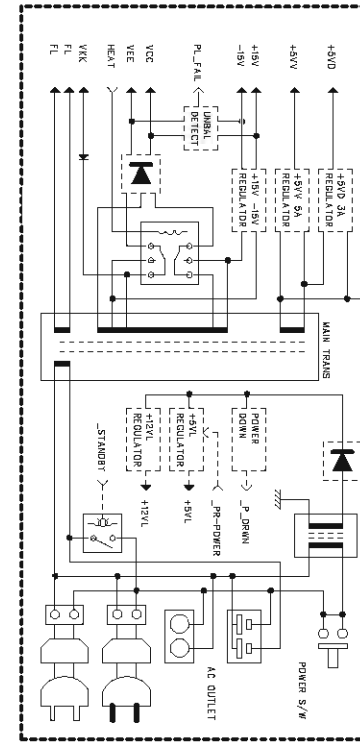 FL
FL
VKK
HEAT
VEE
VCC
PL_FAIL
-15V
+15V
+5VV
+5VD
UNBAL
DETECT
+15V -15V
REGULATOR
+5VV 5A
REGULATOR
+5VD 3A
REGULATOR
MAIN TRANS
_STANDBY
+12VL
REGULATOR
+5VL
REGULATOR
POWER
DOWN
+12VL
+5VL
_PR-POWER
_P_DRWN
AC OUTLET
POWER S/W